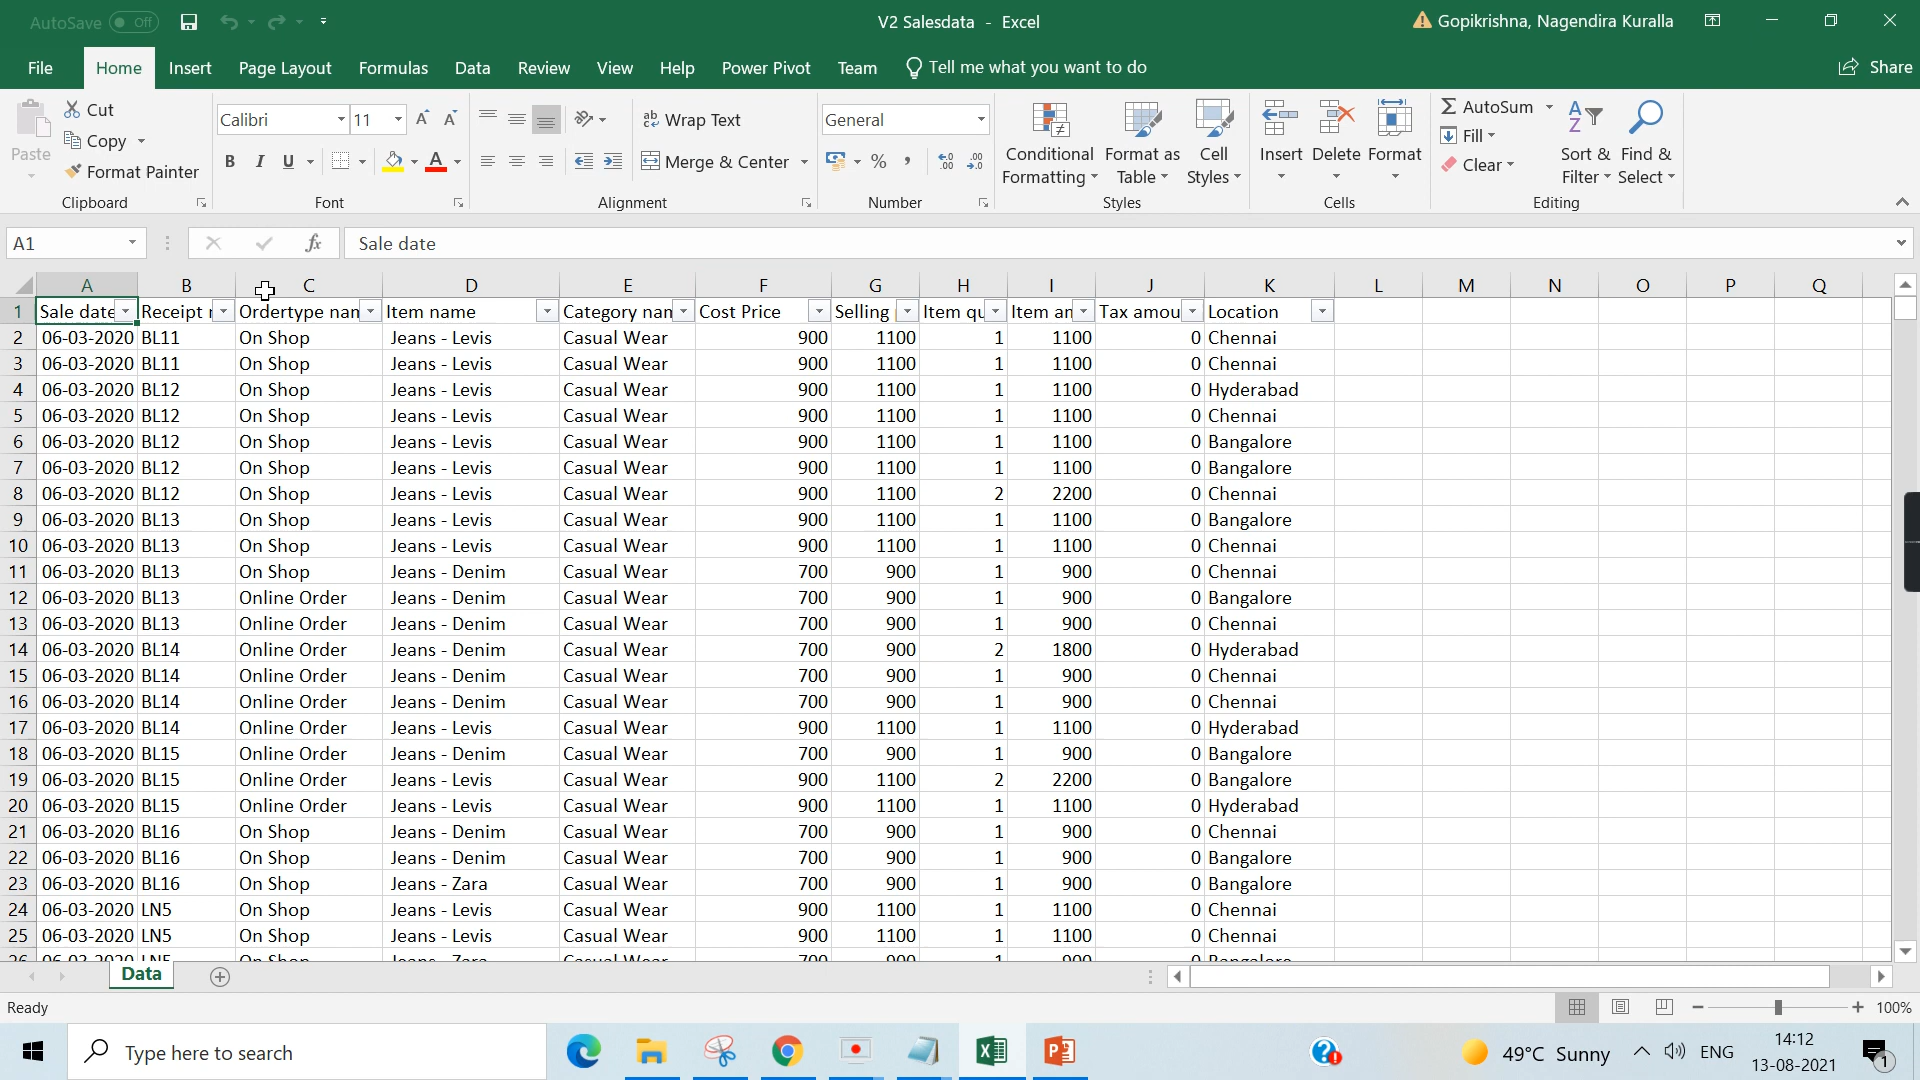 AutoSave Off
V2 Salesdata - Excel
Gopikrishna, Nagendira Kuralla
File Home Insert Page Layout Formulas Data Review View Help Power Pivot Team Tell me what you want to do Share
Paste
Cut
Copy
Format Painter
Clipboard
Calibri 11
B I U A
Font
ab Wrap Text
Merge & Center
Alignment
General
% ,
Number
Conditional Formatting
Format as Table
Cell Styles
Styles
Insert Delete Format
Cells
AutoSum
Fill
Clear
Sort & Filter
Find & Select
Editing
A1 fx Sale date
A B C D E F G H I J K L M N O P Q
1 Sale date Receipt Ordertype nam Item name Category nam Cost Price Selling Item qu Item am Tax amou Location
2 06-03-2020 BL11 On Shop Jeans - Levis Casual Wear 900 1100 1 1100 0 Chennai
3 06-03-2020 BL11 On Shop Jeans - Levis Casual Wear 900 1100 1 1100 0 Chennai
4 06-03-2020 BL12 On Shop Jeans - Levis Casual Wear 900 1100 1 1100 0 Hyderabad
5 06-03-2020 BL12 On Shop Jeans - Levis Casual Wear 900 1100 1 1100 0 Chennai
6 06-03-2020 BL12 On Shop Jeans - Levis Casual Wear 900 1100 1 1100 0 Bangalore
7 06-03-2020 BL12 On Shop Jeans - Levis Casual Wear 900 1100 1 1100 0 Bangalore
8 06-03-2020 BL12 On Shop Jeans - Levis Casual Wear 900 1100 2 2200 0 Chennai
9 06-03-2020 BL13 On Shop Jeans - Levis Casual Wear 900 1100 1 1100 0 Bangalore
10 06-03-2020 BL13 On Shop Jeans - Levis Casual Wear 900 1100 1 1100 0 Chennai
11 06-03-2020 BL13 On Shop Jeans - Denim Casual Wear 700 900 1 900 0 Chennai
12 06-03-2020 BL13 Online Order Jeans - Denim Casual Wear 700 900 1 900 0 Bangalore
13 06-03-2020 BL13 Online Order Jeans - Denim Casual Wear 700 900 1 900 0 Chennai
14 06-03-2020 BL14 Online Order Jeans - Denim Casual Wear 700 900 2 1800 0 Hyderabad
15 06-03-2020 BL14 Online Order Jeans - Denim Casual Wear 700 900 1 900 0 Chennai
16 06-03-2020 BL14 Online Order Jeans - Denim Casual Wear 700 900 1 900 0 Chennai
17 06-03-2020 BL14 Online Order Jeans - Levis Casual Wear 900 1100 1 1100 0 Hyderabad
18 06-03-2020 BL15 Online Order Jeans - Denim Casual Wear 700 900 1 900 0 Bangalore
19 06-03-2020 BL15 Online Order Jeans - Levis Casual Wear 900 1100 2 2200 0 Bangalore
20 06-03-2020 BL15 Online Order Jeans - Levis Casual Wear 900 1100 1 1100 0 Hyderabad
21 06-03-2020 BL16 On Shop Jeans - Denim Casual Wear 700 900 1 900 0 Chennai
22 06-03-2020 BL16 On Shop Jeans - Denim Casual Wear 700 900 1 900 0 Bangalore
23 06-03-2020 BL16 On Shop Jeans - Zara Casual Wear 700 900 1 900 0 Bangalore
24 06-03-2020 LN5 On Shop Jeans - Levis Casual Wear 900 1100 1 1100 0 Chennai
25 06-03-2020 LN5 On Shop Jeans - Levis Casual Wear 900 1100 1 1100 0 Chennai
Data
Ready
100%
Type here to search
49°C Sunny
ENG
14:12
13-08-2021
1